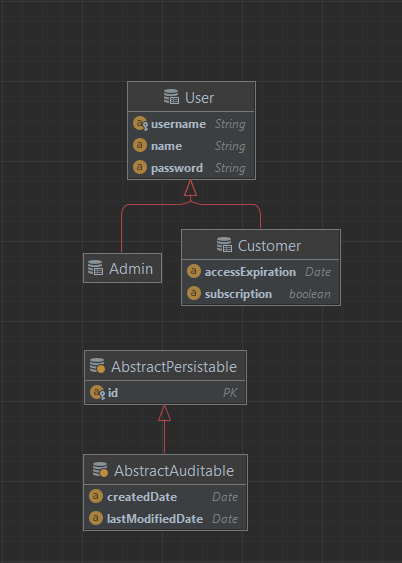 User
username String
name String
password String
Admin
Customer
accessExpiration Date
subscription boolean
AbstractPersistable
id PK
AbstractAuditable
createdDate Date
lastModifiedDate Date